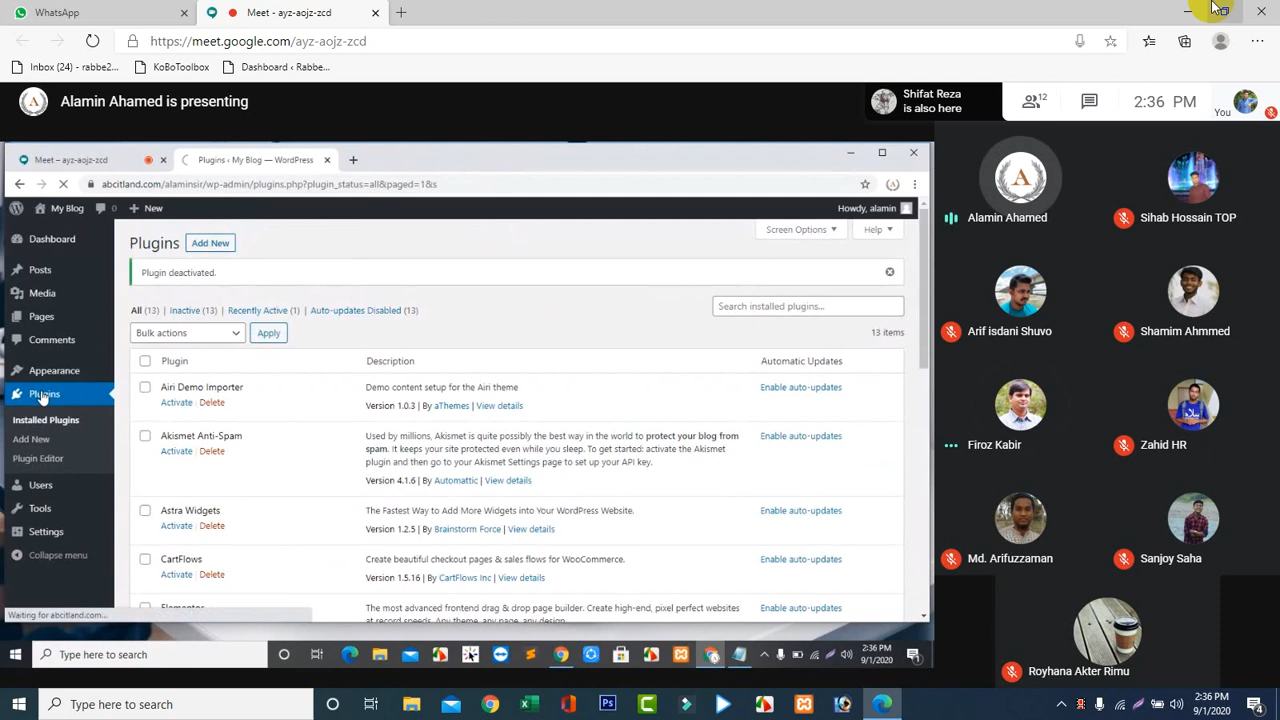 WhatsApp
Meet - ayz-aojz-zcd
https://meet.google.com/ayz-aojz-zcd
Inbox (24) - rabbe2...
KoBoToolbox
Dashboard ‹ Rabbe...
Alamin Ahamed is presenting
Shifat Reza
is also here
12
2:36 PM
You
Meet – ayz-aojz-zcd
Plugins ‹ My Blog — WordPress
abcitland.com/alaminsir/wp-admin/plugins.php?plugin_status=all&paged=1&s
My Blog
0
New
Howdy, alamin
Dashboard
Posts
Media
Pages
Comments
Appearance
Plugins
Installed Plugins
Add New
Plugin Editor
Users
Tools
Settings
Collapse menu
Plugins
Add New
Screen Options
Help
Plugin deactivated.
All (13) | Inactive (13) | Recently Active (1) | Auto-updates Disabled (13)
Search installed plugins...
Bulk actions
Apply
13 items
Plugin
Description
Automatic Updates
Airi Demo Importer
Activate | Delete
Demo content setup for the Airi theme
Version 1.0.3 | By aThemes | View details
Enable auto-updates
Akismet Anti-Spam
Activate | Delete
Used by millions, Akismet is quite possibly the best way in the world to protect your blog from
spam. It keeps your site protected even while you sleep. To get started: activate the Akismet
plugin and then go to your Akismet Settings page to set up your API key.
Version 4.1.6 | By Automattic | View details
Enable auto-updates
Astra Widgets
Activate | Delete
The Fastest Way to Add More Widgets into Your WordPress Website.
Version 1.2.5 | By Brainstorm Force | View details
Enable auto-updates
CartFlows
Activate | Delete
Create beautiful checkout pages & sales flows for WooCommerce.
Version 1.5.16 | By CartFlows Inc | View details
Enable auto-updates
Elementor
The most advanced frontend drag & drop page builder. Create high-end, pixel perfect websites
at record speeds. Any theme, any page, any design.
Enable auto-updates
Waiting for abcitland.com...
Type here to search
2:36 PM
9/1/2020
1
Alamin Ahamed
Sihab Hossain TOP
Arif isdani Shuvo
Shamim Ahmmed
Firoz Kabir
Zahid HR
Md. Arifuzzaman
Sanjoy Saha
Royhana Akter Rimu
Type here to search
2:36 PM
9/1/2020
4